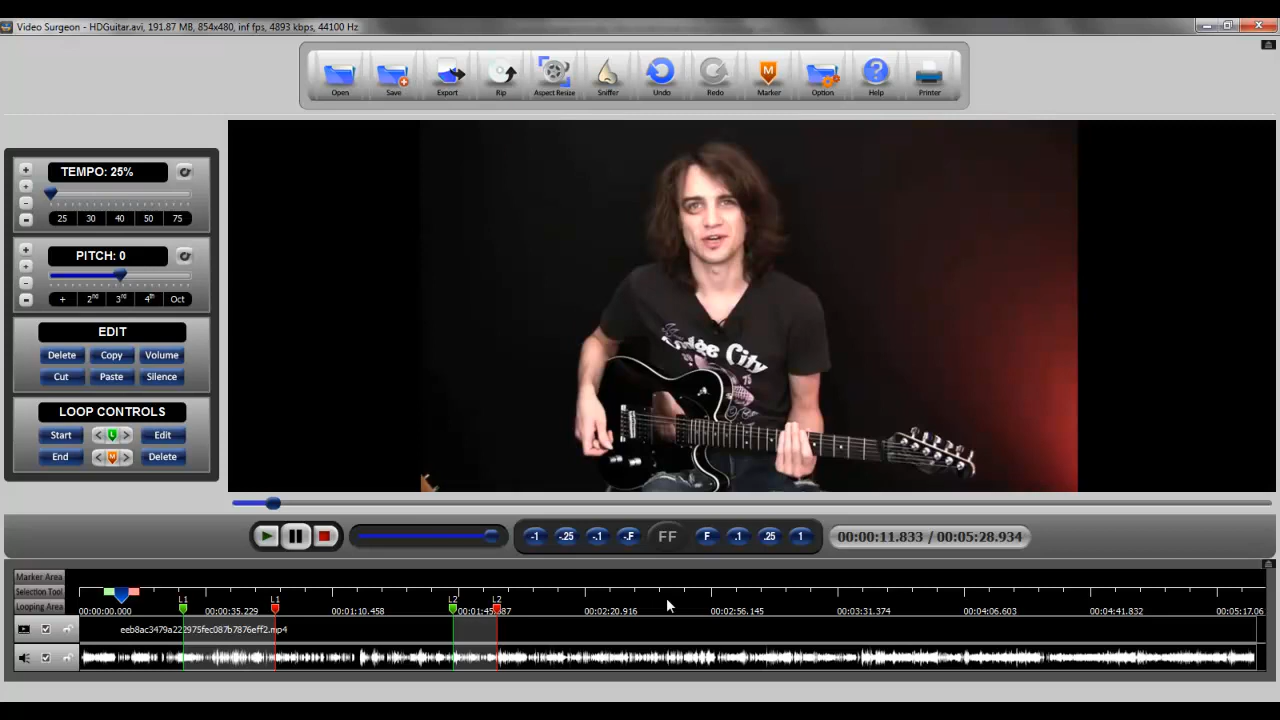 Video Surgeon - HDGuitar.avi, 191.87 MB, 854x480, inf fps, 4893 kbps, 44100 Hz
Open Save Export Rip Aspect Resize Sniffer Undo Redo Marker Option Help Printer
TEMPO: 25%
25 30 40 50 75
PITCH: 0
+ 2nd 3rd 4th Oct
EDIT
Delete Copy Volume
Cut Paste Silence
LOOP CONTROLS
Start < L > Edit
End < M > Delete
City
-1 -.25 -.1 -.F FF F .1 .25 1
00:00:11.833 / 00:05:28.934
Marker Area
Selection Tool
Looping Area
L1 L1 L2 L2
00:00:00.000 00:00:35.229 00:01:10.458 00:02:20.916 00:02:56.145 00:03:31.374 00:04:06.603 00:04:41.832 00:05:17.06
eeb8ac3479a222975fec087b7876eff2.mp4